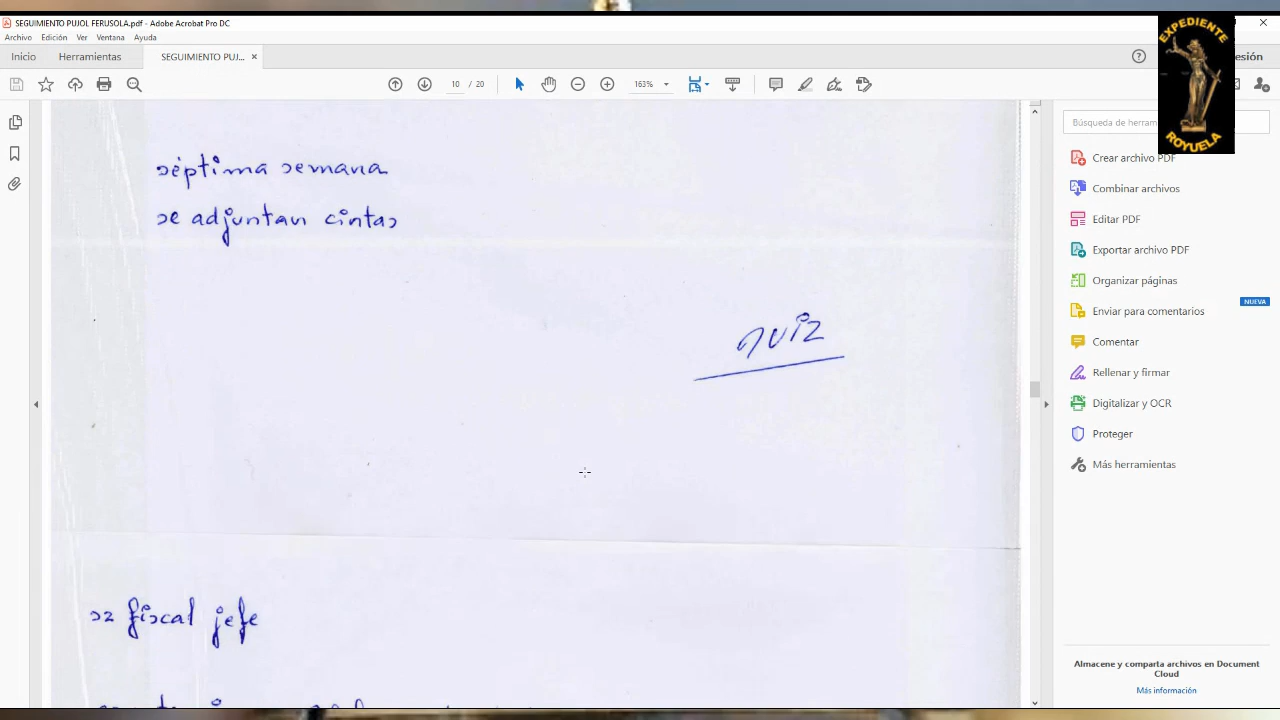 SEGUIMIENTO PUJOL FERUSOLA.pdf - Adobe Acrobat Pro DC
Archivo Edición Ver Ventana Ayuda
Inicio Herramientas SEGUIMIENTO PUJ... ×
10 / 20 163%
EXPEDIENTE
ROYUELA
esión
Búsqueda de herram
Crear archivo PDF
Combinar archivos
Editar PDF
Exportar archivo PDF
Organizar páginas
NUEVA
Enviar para comentarios
Comentar
Rellenar y firmar
Digitalizar y OCR
Proteger
Más herramientas
Almacene y comparta archivos en Document
Cloud
Más información
séptima semana
se adjuntan cintas
ruiz
sr fiscal jefe